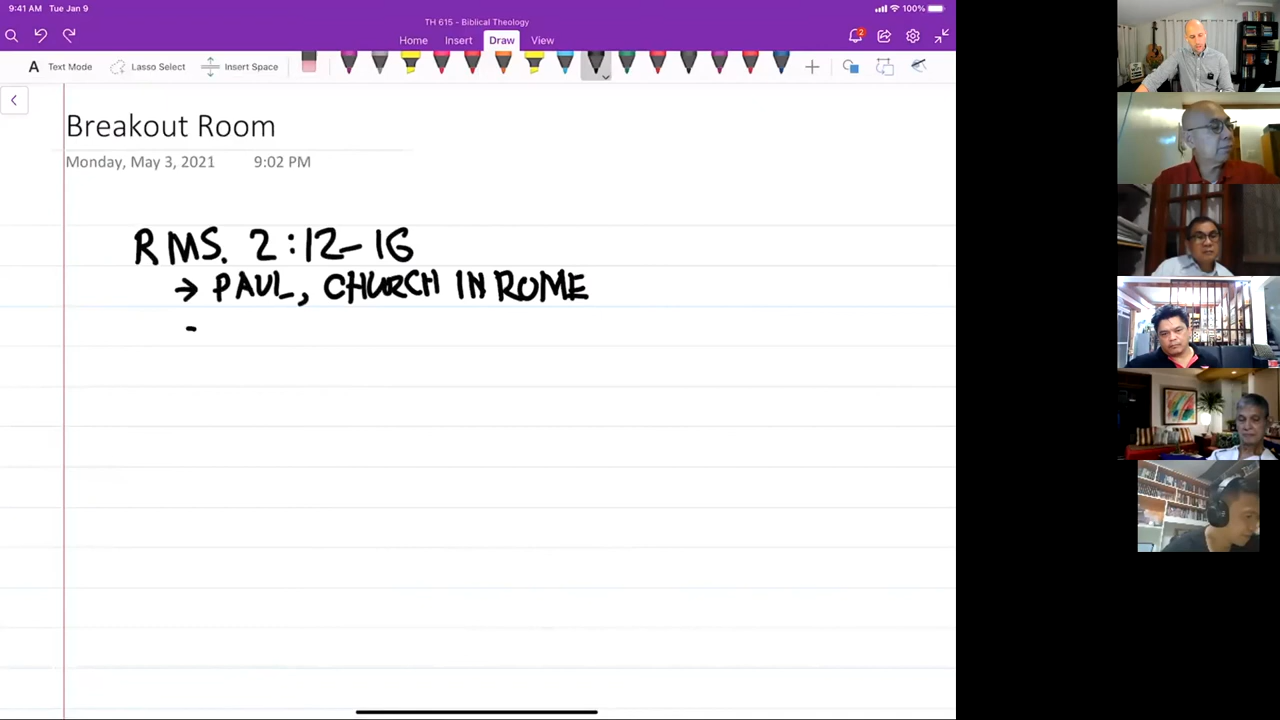 9:41 AM Tue Jan 9
100%
TH 615 - Biblical Theology
Home Insert Draw View
2
A Text Mode Lasso Select Insert Space
Breakout Room
Monday, May 3, 2021 9:02 PM
RMS. 2:12-16
→ PAUL, CHURCH IN ROME
-